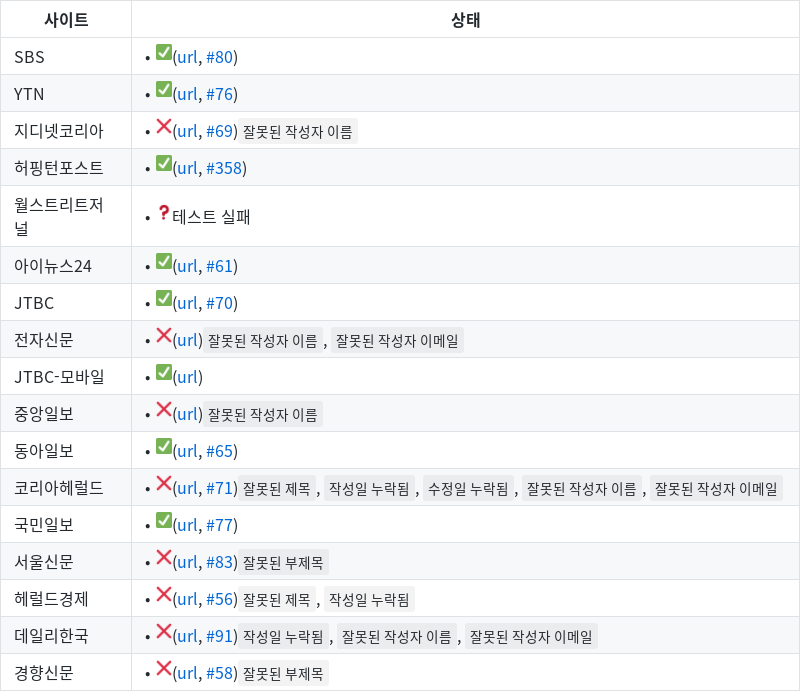 사이트 상태
SBS • ✅(url, #80)
YTN • ✅(url, #76)
지디넷코리아 • ❌(url, #69) 잘못된 작성자 이름
허핑턴포스트 • ✅(url, #358)
월스트리트저
널 • ❓테스트 실패
아이뉴스24 • ✅(url, #61)
JTBC • ✅(url, #70)
전자신문 • ❌(url) 잘못된 작성자 이름 , 잘못된 작성자 이메일
JTBC-모바일 • ✅(url)
중앙일보 • ❌(url) 잘못된 작성자 이름
동아일보 • ✅(url, #65)
코리아헤럴드 • ❌(url, #71) 잘못된 제목 , 작성일 누락됨 , 수정일 누락됨 , 잘못된 작성자 이름 , 잘못된 작성자 이메일
국민일보 • ✅(url, #77)
서울신문 • ❌(url, #83) 잘못된 부제목
헤럴드경제 • ❌(url, #56) 잘못된 제목 , 작성일 누락됨
데일리한국 • ❌(url, #91) 작성일 누락됨 , 잘못된 작성자 이름 , 잘못된 작성자 이메일
경향신문 • ❌(url, #58) 잘못된 부제목